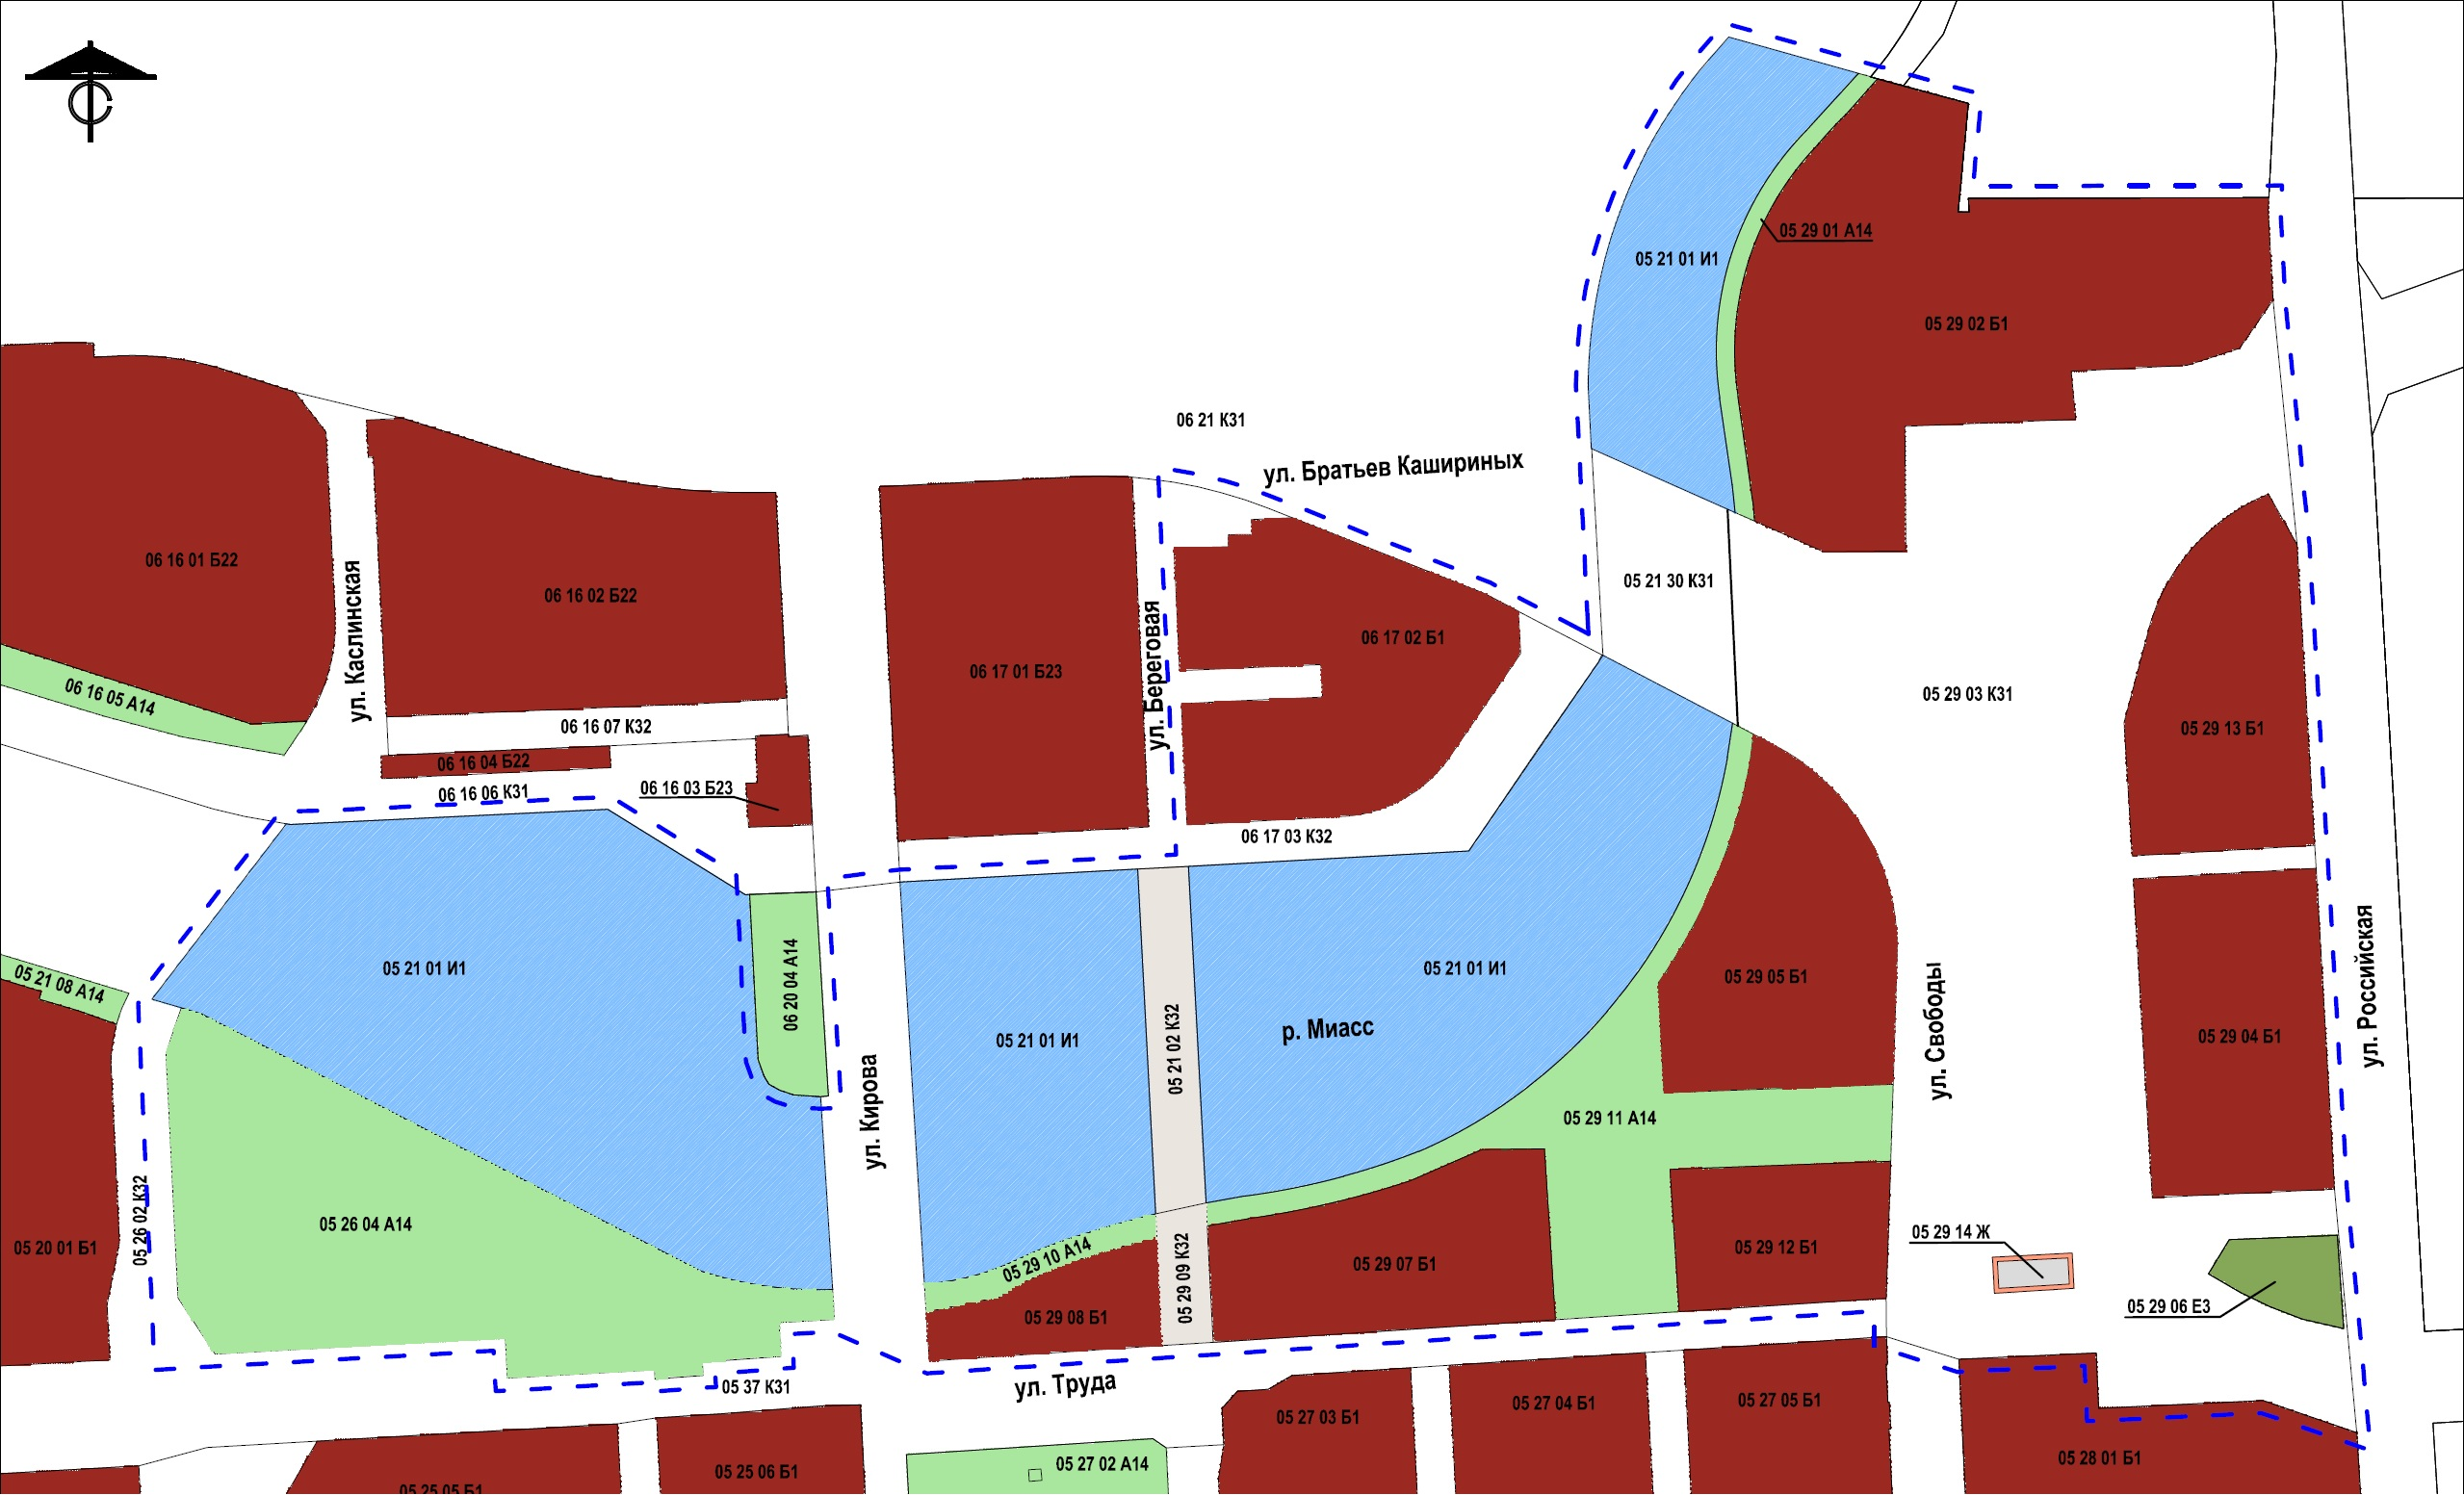 С
05 21 01 И1
05 29 01 А14
05 29 02 Б1
06 21 К31
ул. Братьев Кашириных
06 16 01 Б22
06 16 02 Б22
ул. Каслинская
05 21 30 К31
06 17 02 Б1
06 17 01 Б23
ул. Береговая
06 16 05 А14
05 29 03 К31
05 29 13 Б1
06 16 07 К32
06 16 04 Б22
06 16 03 Б23
06 16 06 К31
06 17 03 К32
05 21 08 А14
05 21 01 И1
06 20 04 А14
05 21 01 И1
05 29 05 Б1
ул. Свободы
ул. Российская
05 21 01 И1
05 21 02 К32
р. Миасс
05 29 04 Б1
ул. Кирова
05 29 11 А14
05 26 02 К32
05 26 04 А14
05 20 01 Б1
05 29 10 А14
05 29 09 К32
05 29 07 Б1
05 29 12 Б1
05 29 14 Ж
05 29 06 Е3
05 29 08 Б1
05 37 К31
ул. Труда
05 27 03 Б1
05 27 04 Б1
05 27 05 Б1
05 25 05 Б1
05 25 06 Б1
05 27 02 А14
05 28 01 Б1